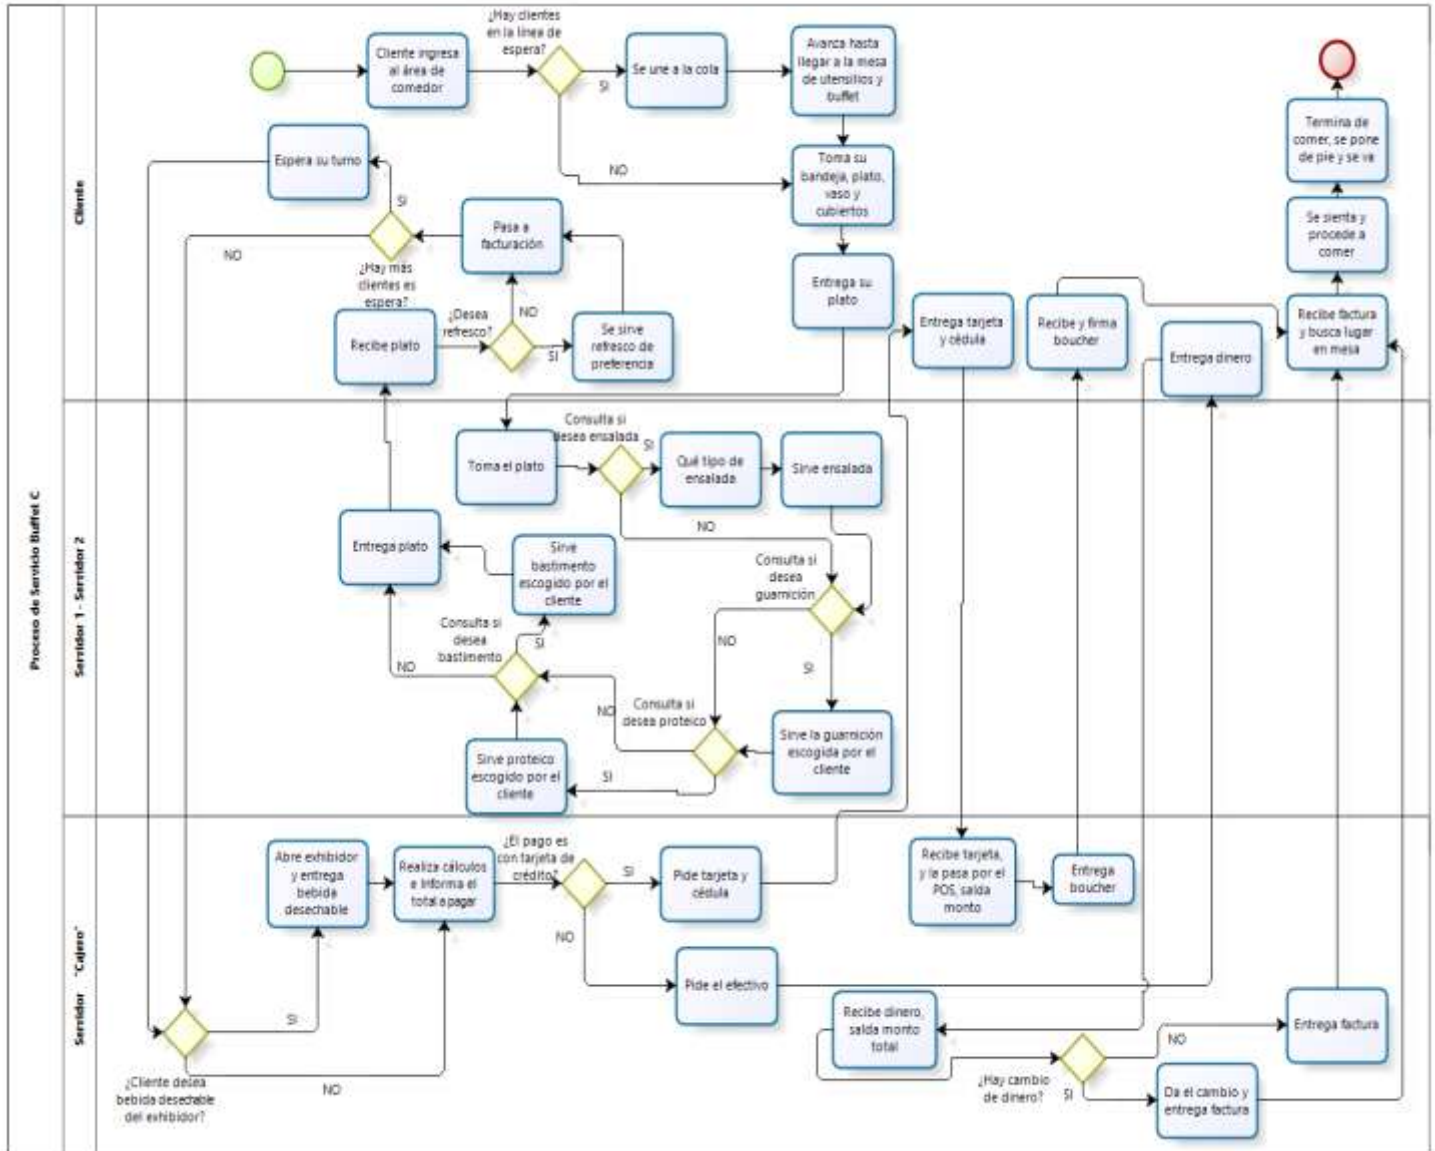 Proceso de Servicio Buffet C
Cliente
¿Hay clientes
en la línea de
espera?
Cliente ingresa
al área de
comedor
SI
Se une a la cola
Avanza hasta
llegar a la mesa
de utensilios y
buffet
NO
Toma su
bandeja, plato,
vaso y
cubiertos
Entrega su
plato
Espera su turno
SI
NO
¿Hay más
clientes es
espera?
Pasa a
facturación
Recibe plato
¿Desea
refresco?
NO
SI
Se sirve
refresco de
preferencia
Entrega tarjeta
y cédula
Recibe y firma
boucher
Entrega dinero
Termina de
comer, se pone
de pie y se va
Se sienta y
procede a
comer
Recibe factura
y busca lugar
en mesa
Servidor 1 - Servidor 2
Toma el plato
Consulta si
desea ensalada
SI
Qué tipo de
ensalada
Sirve ensalada
NO
Consulta si
desea
guarnición
NO
SI
Entrega plato
Sirve
bastimento
escogido por el
cliente
Consulta si
desea
bastimento
SI
NO
NO
Consulta si
desea proteico
Sirve la guarnición
escogida por el
cliente
Sirve proteico
escogido por el
cliente
SI
Servidor "Cajero"
Abre exhibidor
y entrega
bebida
desechable
Realiza cálculos
e informa el
total a pagar
¿El pago es
con tarjeta de
crédito?
SI
Pide tarjeta y
cédula
NO
Pide el efectivo
Recibe tarjeta,
y la pasa por el
POS, salda
monto
Entrega
boucher
SI
NO
¿Cliente desea
bebida desechable
del exhibidor?
Recibe dinero,
salda monto
total
¿Hay cambio
de dinero?
NO
SI
Entrega factura
Da el cambio y
entrega factura